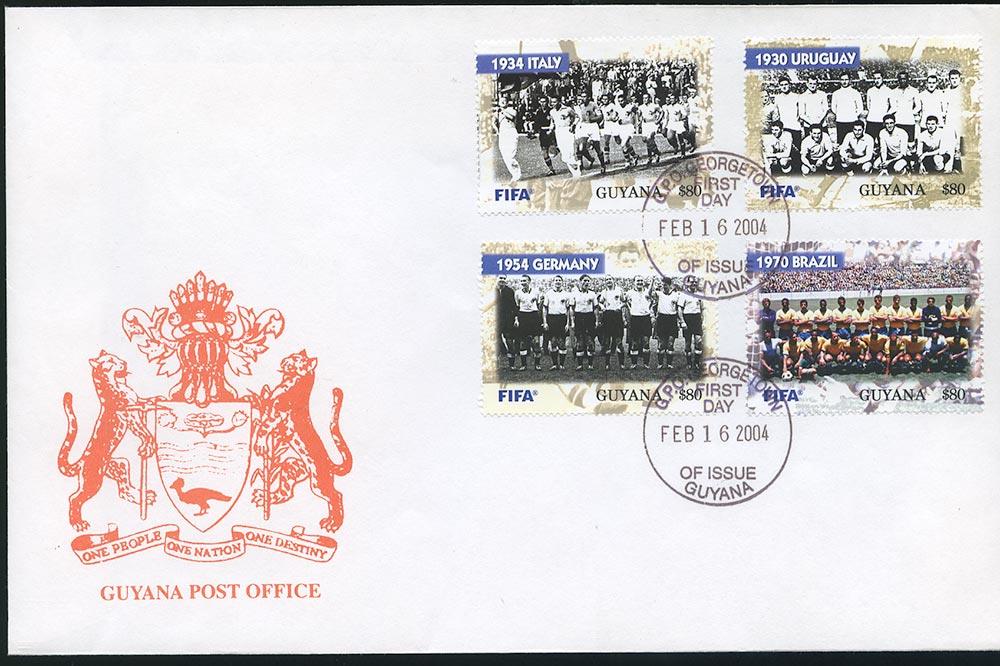 1934 ITALY
FIFA®
GUYANA $80
1930 URUGUAY
FIFA®
GUYANA $80
G.P.O. GEORGETOWN
FIRST
DAY
FEB 16 2004
OF ISSUE
GUYANA
1954 GERMANY
FIFA®
GUYANA $80
1970 BRAZIL
FIFA®
GUYANA $80
G.P.O. GEORGETOWN
FIRST
DAY
FEB 16 2004
OF ISSUE
GUYANA
ONE PEOPLE ONE NATION ONE DESTINY
GUYANA POST OFFICE